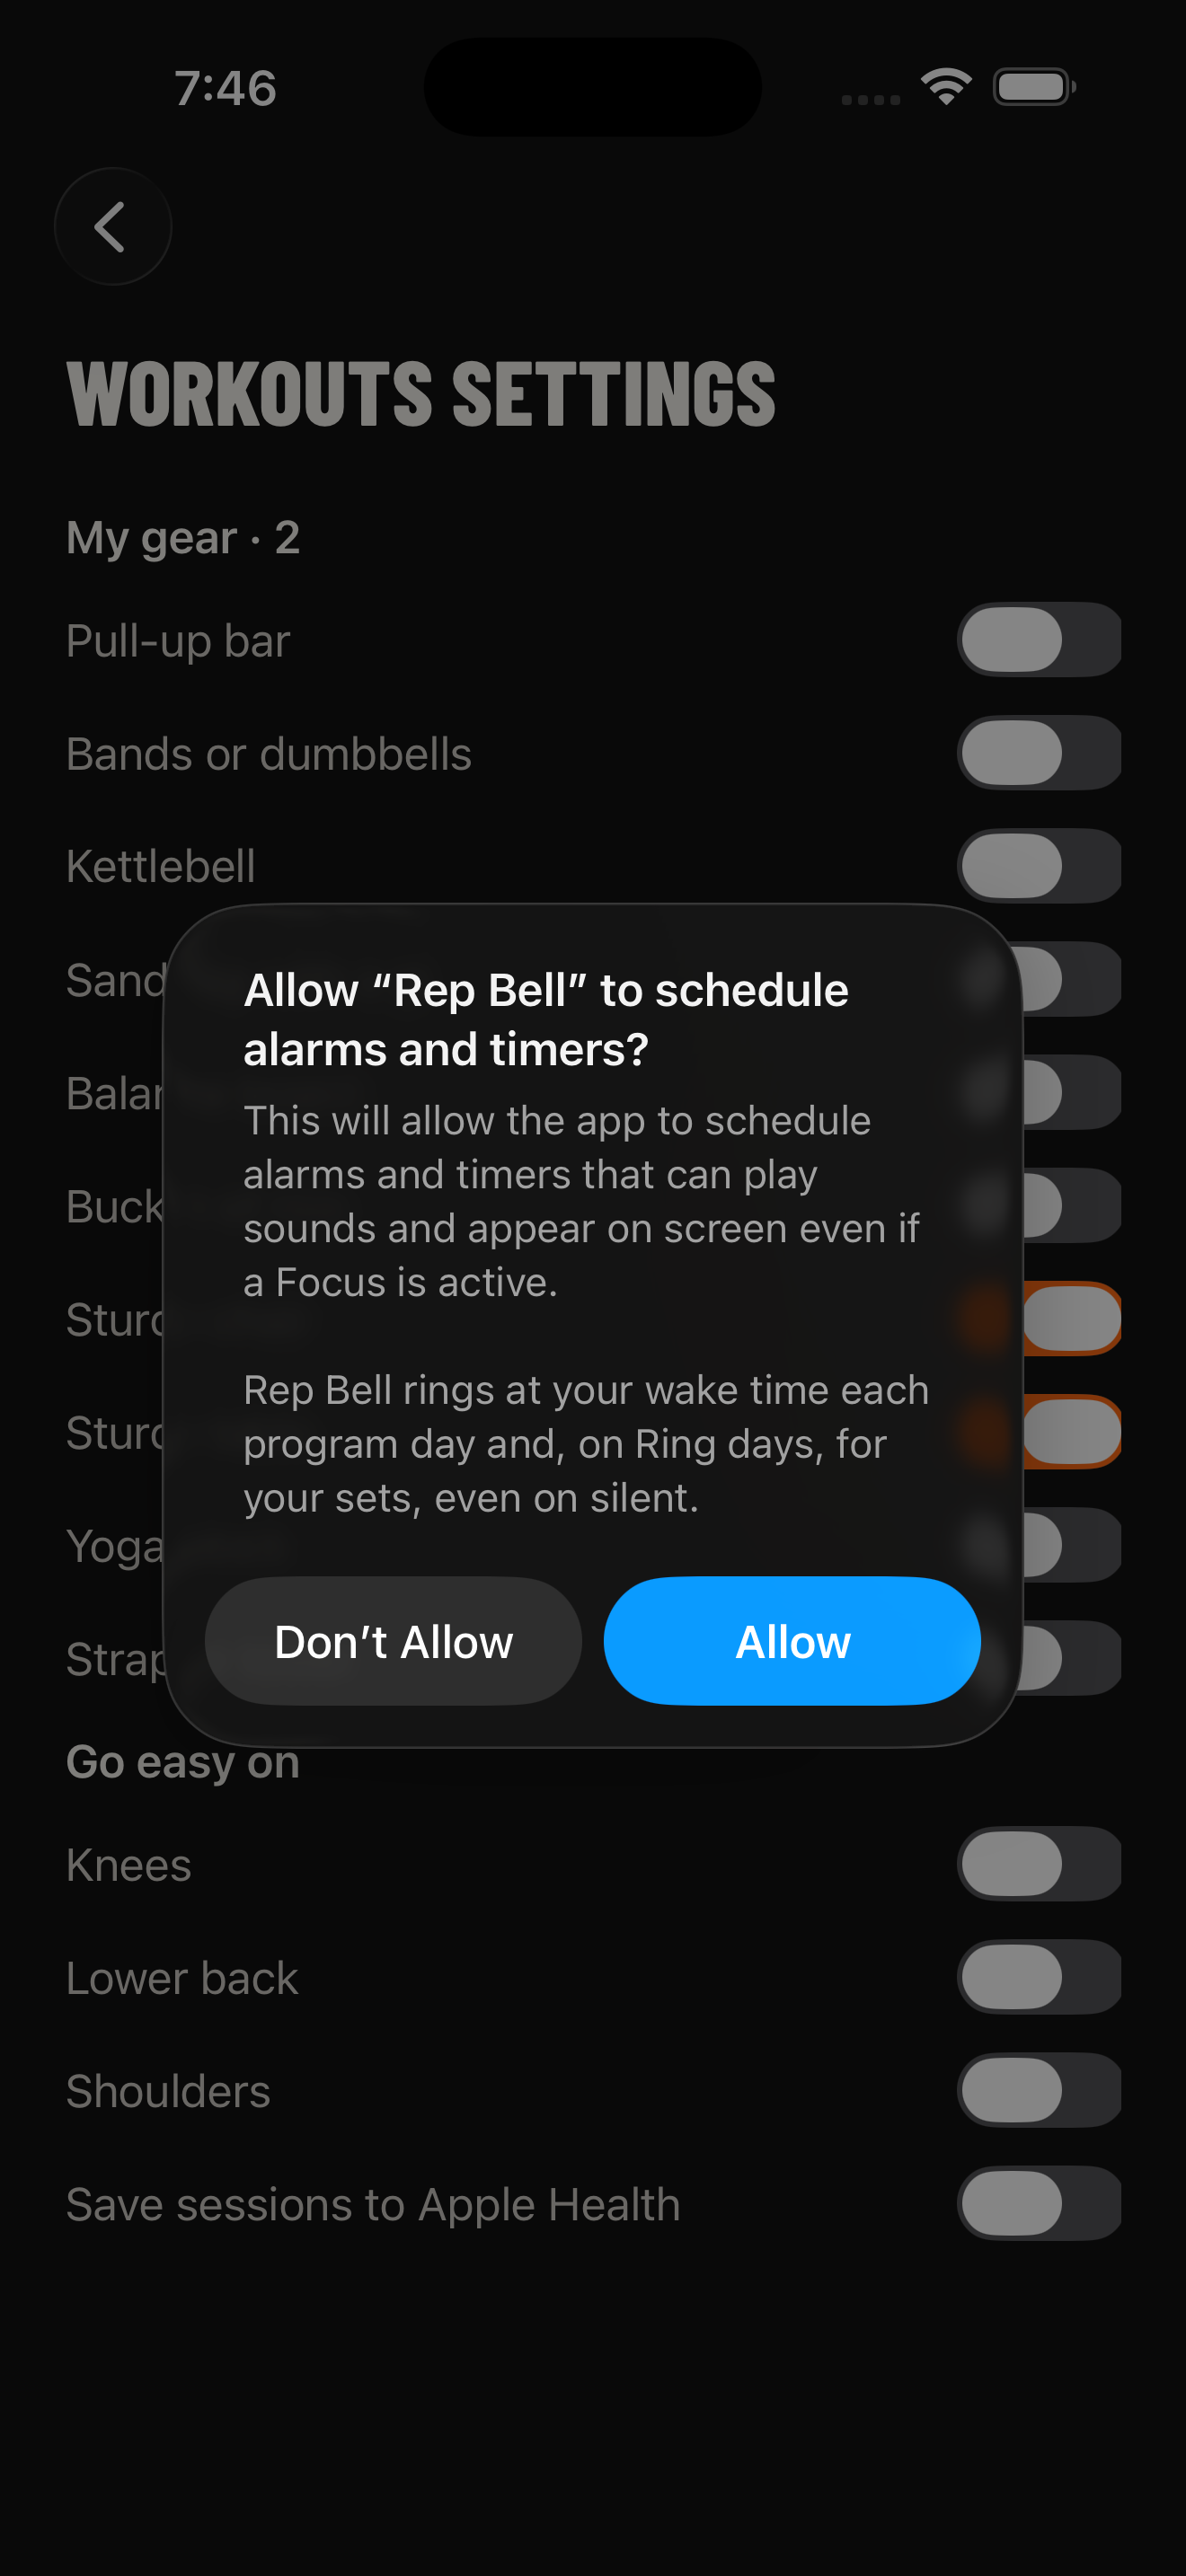 7:46
WORKOUTS SETTINGS
My gear · 2
Pull-up bar
Bands or dumbbells
Kettlebell
Allow “Rep Bell” to schedule
alarms and timers?
This will allow the app to schedule
alarms and timers that can play
sounds and appear on screen even if
a Focus is active.
Rep Bell rings at your wake time each
program day and, on Ring days, for
your sets, even on silent.
Don’t Allow
Allow
Yoga
Go easy on
Knees
Lower back
Shoulders
Save sessions to Apple Health